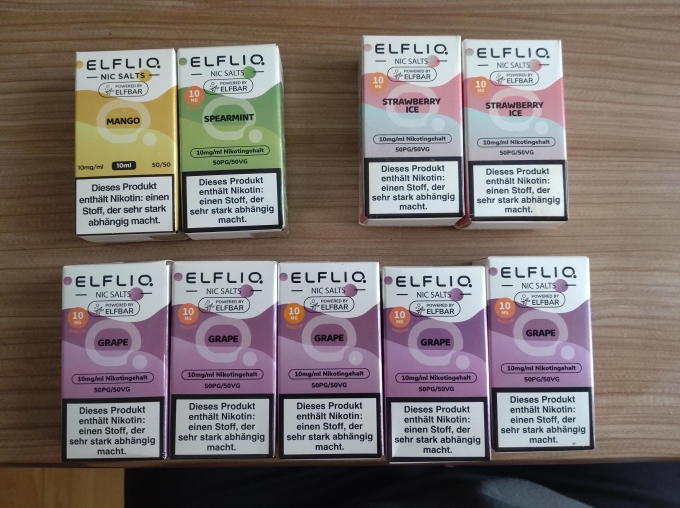 ELFLIQ
NIC SALTS
POWERED BY
ELFBAR
MANGO
10mg/ml 10ml 50/50
Dieses Produkt
enthält Nikotin: einen
Stoff, der sehr stark
abhängig macht.
ELFLIQ
NIC SALTS
POWERED BY
ELFBAR
10
MG
SPEARMINT
10mg/ml Nikotingehalt
50PG/50VG
Dieses Produkt
enthält Nikotin:
einen Stoff, der
sehr stark abhängig
macht.
ELFLIQ
NIC SALTS
POWERED BY
ELFBAR
10
MG
STRAWBERRY
ICE
10mg/ml Nikotingehalt
50PG/50VG
Dieses Produkt
enthält Nikotin:
einen Stoff, der
sehr stark abhängig
macht.
ELFLIQ
NIC SALTS
POWERED BY
ELFBAR
10
MG
STRAWBERRY
ICE
10mg/ml Nikotingehalt
50PG/50VG
Dieses Produkt
enthält Nikotin:
einen Stoff, der
sehr stark abhängig
macht.
ELFLIQ
NIC SALTS
POWERED BY
ELFBAR
10
MG
GRAPE
10mg/ml Nikotingehalt
50PG/50VG
Dieses Produkt
enthält Nikotin:
einen Stoff, der
sehr stark abhängig
macht.
ELFLIQ
NIC SALTS
POWERED BY
ELFBAR
10
MG
GRAPE
10mg/ml Nikotingehalt
50PG/50VG
Dieses Produkt
enthält Nikotin:
einen Stoff, der
sehr stark abhängig
macht.
ELFLIQ
NIC SALTS
POWERED BY
ELFBAR
10
MG
GRAPE
10mg/ml Nikotingehalt
50PG/50VG
Dieses Produkt
enthält Nikotin:
einen Stoff, der
sehr stark abhängig
macht.
ELFLIQ
NIC SALTS
POWERED BY
ELFBAR
10
MG
GRAPE
10mg/ml Nikotingehalt
50PG/50VG
Dieses Produkt
enthält Nikotin:
einen Stoff, der
sehr stark abhängig
macht.
ELFLIQ
NIC SALTS
POWERED BY
ELFBAR
10
MG
GRAPE
10mg/ml Nikotingehalt
50PG/50VG
Dieses Produkt
enthält Nikotin:
einen Stoff, der
sehr stark abhängig
macht.